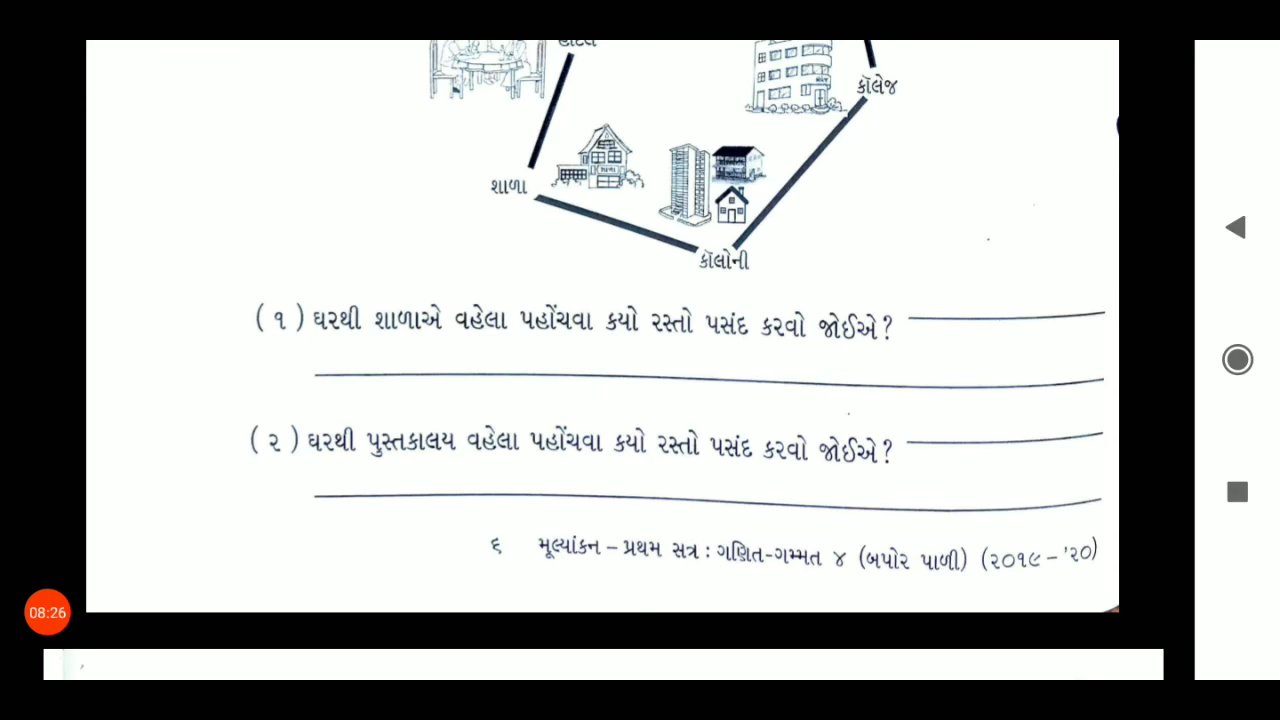 હોટલ
કૉલેજ
શાળા
શાળા
કૉલોની
( ૧ ) ઘરથી શાળાએ વહેલા પહોંચવા કયો રસ્તો પસંદ કરવો જોઈએ?
( ૨ ) ઘરથી પુસ્તકાલય વહેલા પહોંચવા કયો રસ્તો પસંદ કરવો જોઈએ?
૬ મૂલ્યાંકન – પ્રથમ સત્ર : ગણિત-ગમ્મત ૪ (બપોર પાળી) (૨૦૧૯ – '૨૦)
08:26